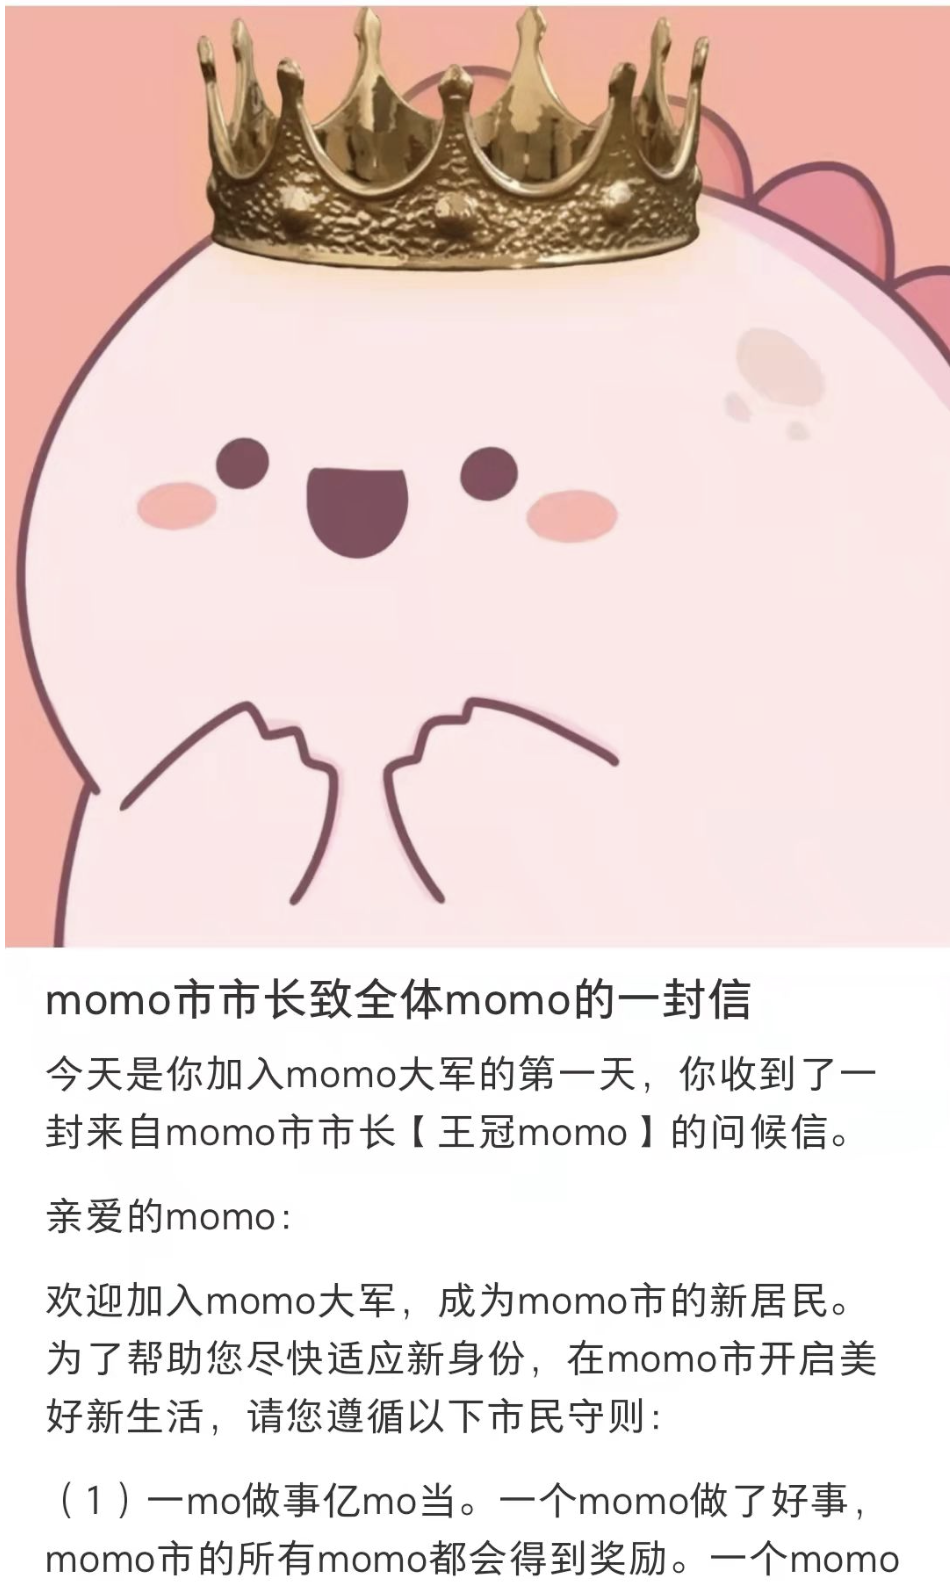 momo市市长致全体momo的一封信
今天是你加入momo大军的第一天，你收到了一
封来自momo市市长【王冠momo】的问候信。
亲爱的momo：
欢迎加入momo大军，成为momo市的新居民。
为了帮助您尽快适应新身份，在momo市开启美
好新生活，请您遵循以下市民守则：
（1）一mo做事亿mo当。一个momo做了好事，
momo市的所有momo都会得到奖励。一个momo